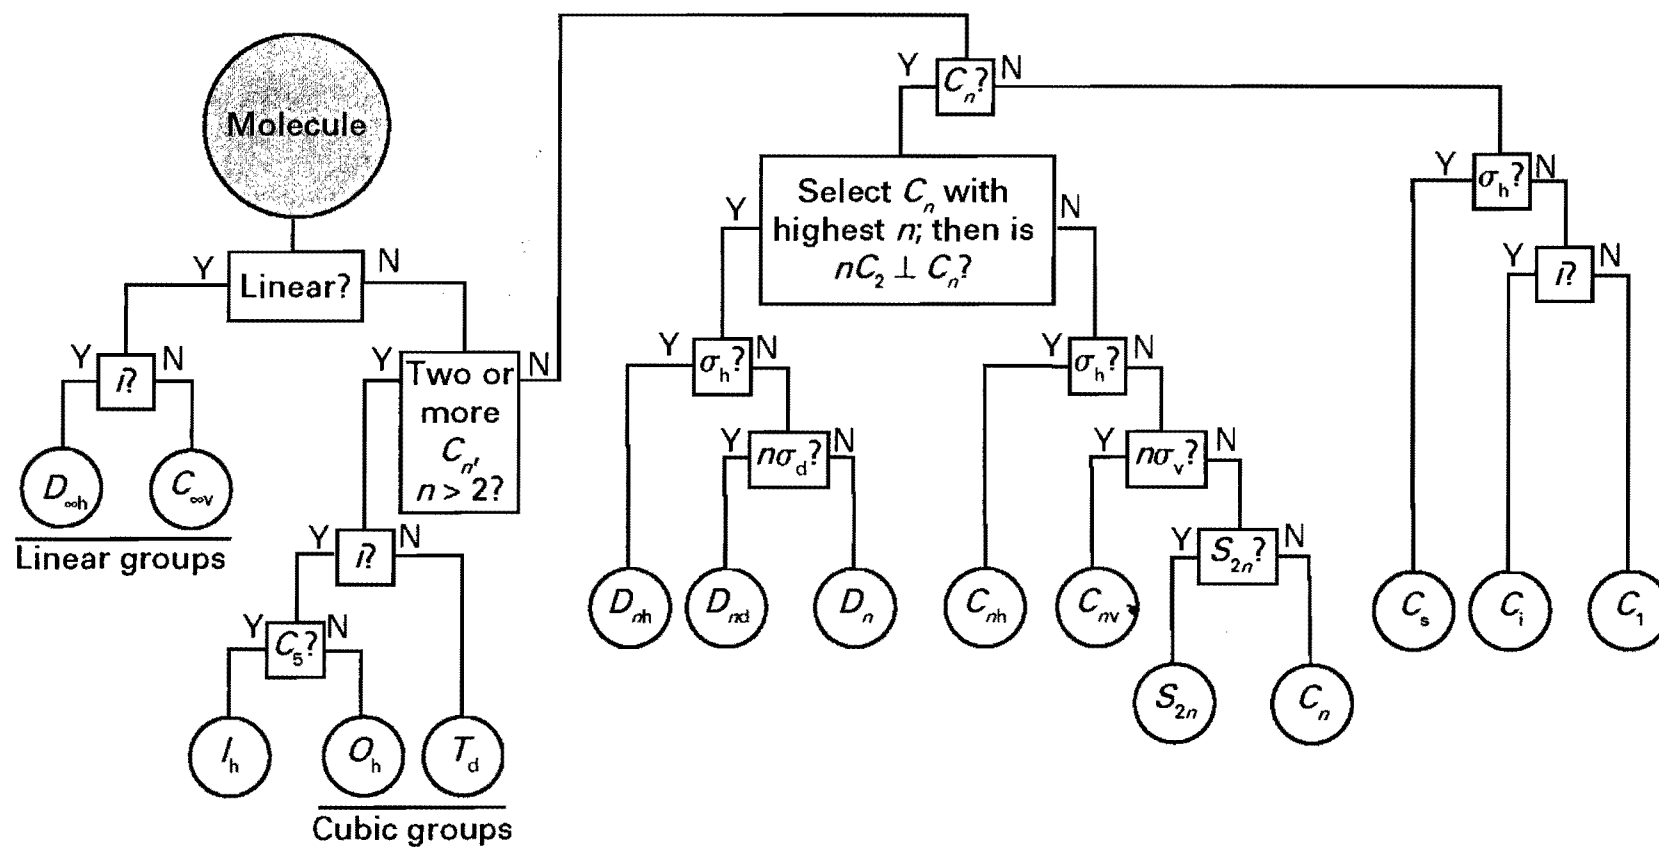 Molecule
Linear?
Y
N
i?
Y
N
D∞h
C∞v
Linear groups
Two or
more
Cn,
n > 2?
Y
N
i?
Y
N
C5?
Y
N
Ih
Oh
Td
Cubic groups
Cn?
Y
N
Select Cn with
highest n; then is
nC2 ⊥ Cn?
Y
N
σh?
Y
N
nσd?
Y
N
Dnh
Dnd
Dn
σh?
Y
N
nσv?
Y
N
S2n?
Y
N
Cnh
Cnv
S2n
Cn
σh?
Y
N
i?
Y
N
Cs
Ci
C1